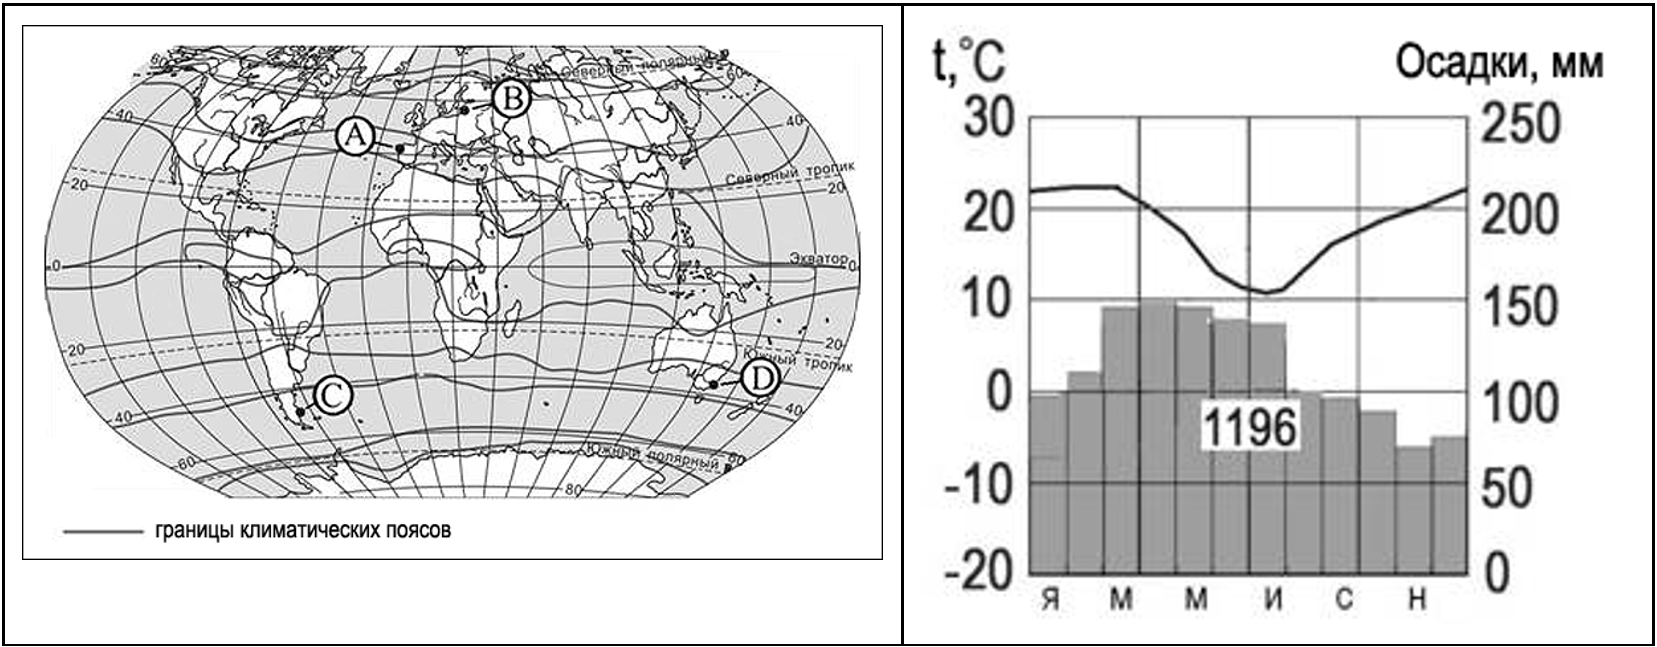 80
Северный полярный
60
B
40
A
40
Северный тропик
20
20
Экватор
0
0
20
20
Южный тропик
D
C
40
40
60
Южный полярный
60
80
границы климатических поясов
t,°C
Осадки, мм
30
250
20
200
10
150
0
100
1196
-10
50
-20
0
Я М М И С Н